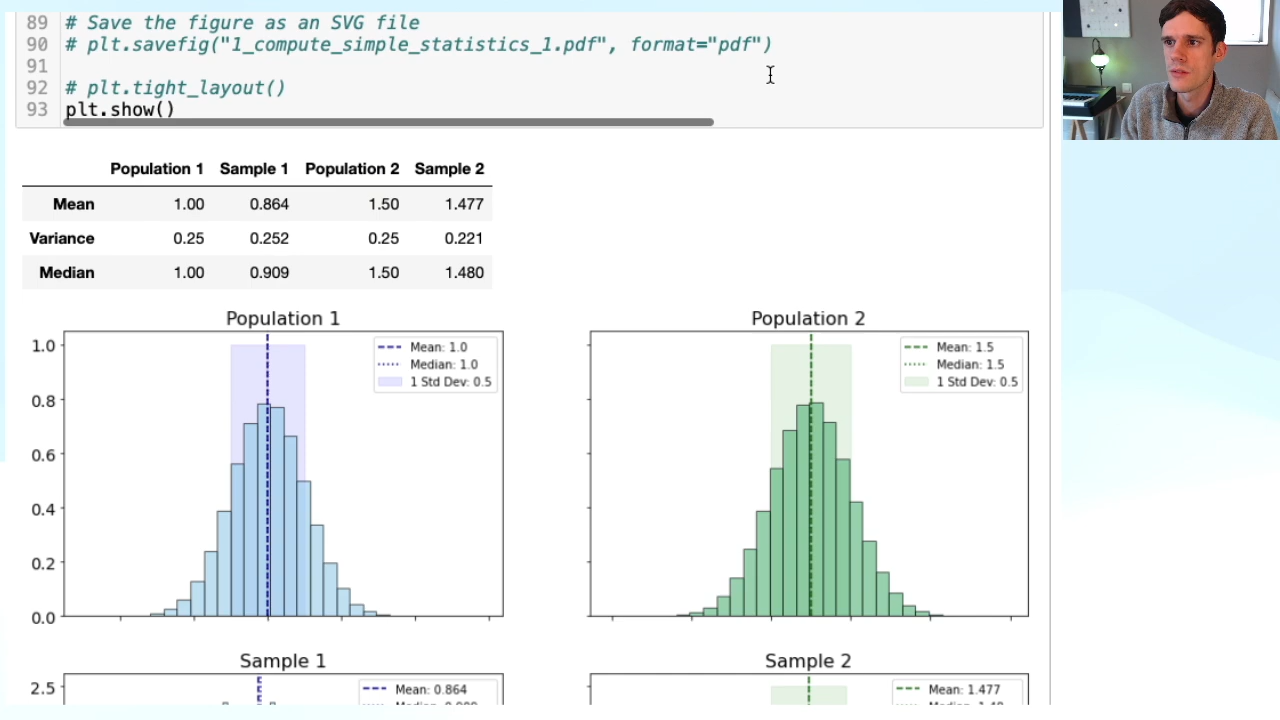 89 # Save the figure as an SVG file
90 # plt.savefig("1_compute_simple_statistics_1.pdf", format="pdf")
91
92 # plt.tight_layout()
93 plt.show()
Population 1 Sample 1 Population 2 Sample 2
Mean 1.00 0.864 1.50 1.477
Variance 0.25 0.252 0.25 0.221
Median 1.00 0.909 1.50 1.480
Population 1
1.0
0.8
0.6
0.4
0.2
0.0
Mean: 1.0
Median: 1.0
1 Std Dev: 0.5
Population 2
Mean: 1.5
Median: 1.5
1 Std Dev: 0.5
Sample 1
2.5
Mean: 0.864
Sample 2
Mean: 1.477